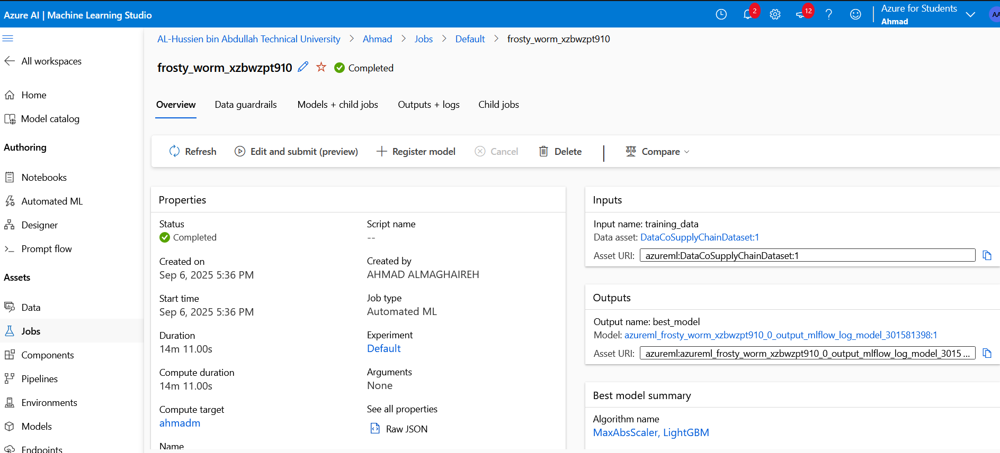 Azure AI | Machine Learning Studio
2
12
Azure for Students
Ahmad
AA
All workspaces
Home
Model catalog
Authoring
Notebooks
Automated ML
Designer
Prompt flow
Assets
Data
Jobs
Components
Pipelines
Environments
Models
Endpoints
AL-Hussien bin Abdullah Technical University > Ahmad > Jobs > Default > frosty_worm_xzbwzpt910
frosty_worm_xzbwzpt910 Completed
Overview Data guardrails Models + child jobs Outputs + logs Child jobs
Refresh Edit and submit (preview) Register model Cancel Delete Compare
Properties
Status
Completed
Created on
Sep 6, 2025 5:36 PM
Start time
Sep 6, 2025 5:36 PM
Duration
14m 11.00s
Compute duration
14m 11.00s
Compute target
ahmadm
Name
Script name
--
Created by
AHMAD ALMAGHAIREH
Job type
Automated ML
Experiment
Default
Arguments
None
See all properties
Raw JSON
Inputs
Input name: training_data
Data asset: DataCoSupplyChainDataset:1
Asset URI: azureml:DataCoSupplyChainDataset:1
Outputs
Output name: best_model
Model: azureml_frosty_worm_xzbwzpt910_0_output_mlflow_log_model_301581398:1
Asset URI: azureml:azureml_frosty_worm_xzbwzpt910_0_output_mlflow_log_model_3015 ...
Best model summary
Algorithm name
MaxAbsScaler, LightGBM